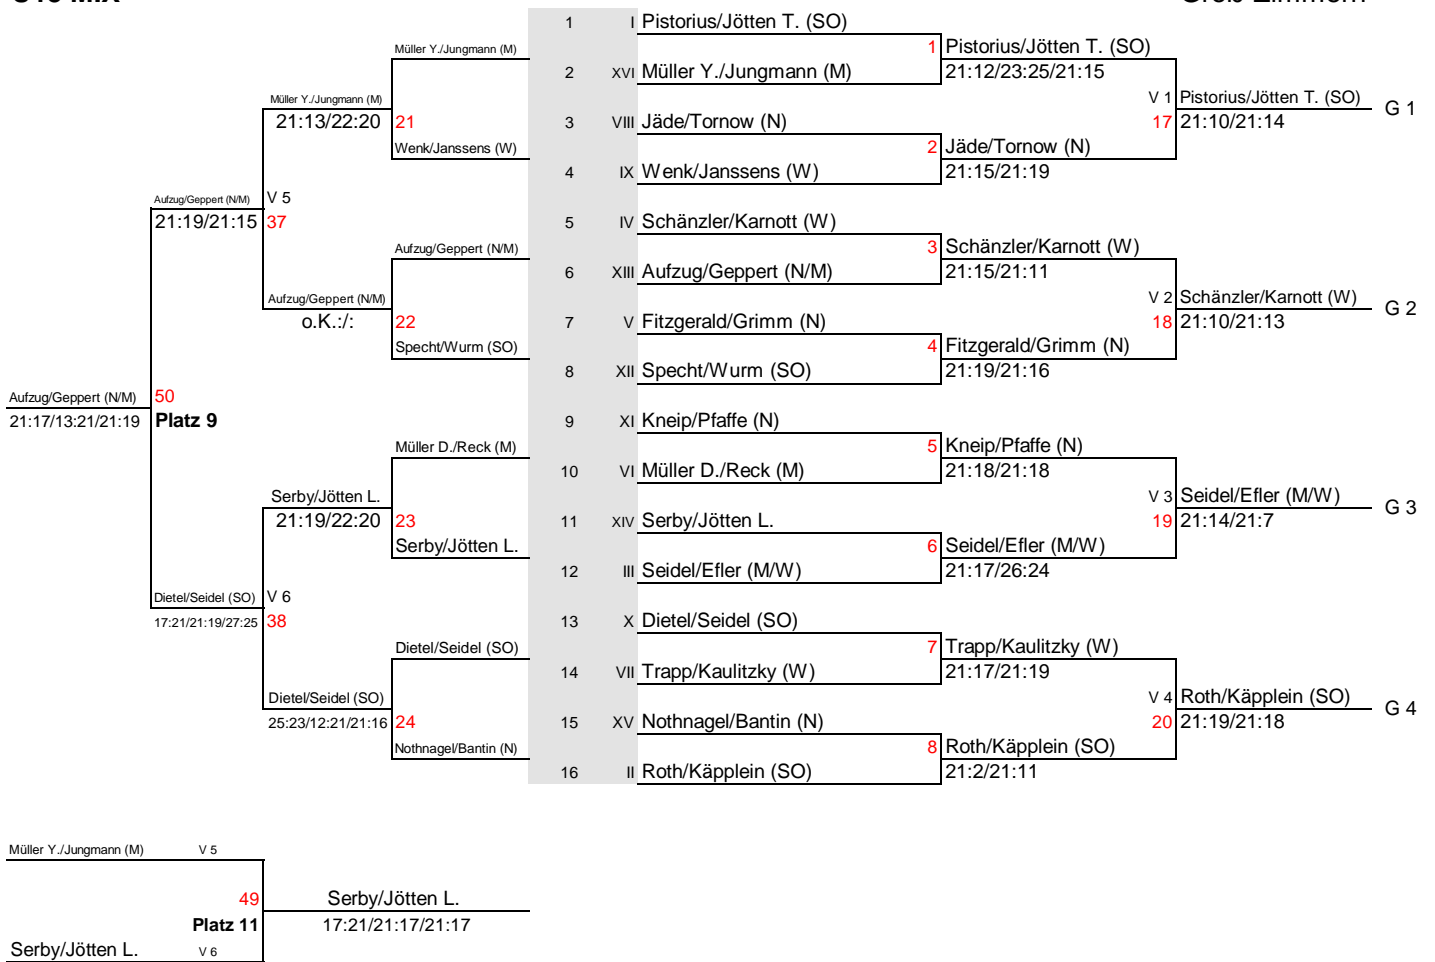 1 I Pistorius/Jötten T. (SO)
Müller Y./Jungmann (M) 1 Pistorius/Jötten T. (SO)
2 XVI Müller Y./Jungmann (M) 21:12/23:25/21:15
Müller Y./Jungmann (M) V 1 Pistorius/Jötten T. (SO) G 1
21:13/22:20 21 3 VIII Jäde/Tornow (N) 17 21:10/21:14
Wenk/Janssens (W) 2 Jäde/Tornow (N)
4 IX Wenk/Janssens (W) 21:15/21:19
Aufzug/Geppert (N/M) V 5
21:19/21:15 37 5 IV Schänzler/Karnott (W)
Aufzug/Geppert (N/M) 3 Schänzler/Karnott (W)
6 XIII Aufzug/Geppert (N/M) 21:15/21:11
Aufzug/Geppert (N/M) V 2 Schänzler/Karnott (W) G 2
o.K.:/: 22 7 V Fitzgerald/Grimm (N) 18 21:10/21:13
Specht/Wurm (SO) 4 Fitzgerald/Grimm (N)
8 XII Specht/Wurm (SO) 21:19/21:16
Aufzug/Geppert (N/M) 50
21:17/13:21/21:19 Platz 9 9 XI Kneip/Pfaffe (N)
Müller D./Reck (M) 5 Kneip/Pfaffe (N)
10 VI Müller D./Reck (M) 21:18/21:18
Serby/Jötten L. V 3 Seidel/Efler (M/W) G 3
21:19/22:20 23 11 XIV Serby/Jötten L. 19 21:14/21:7
Serby/Jötten L. 6 Seidel/Efler (M/W)
12 III Seidel/Efler (M/W) 21:17/26:24
Dietel/Seidel (SO) V 6
17:21/21:19/27:25 38 13 X Dietel/Seidel (SO)
Dietel/Seidel (SO) 7 Trapp/Kaulitzky (W)
14 VII Trapp/Kaulitzky (W) 21:17/21:19
Dietel/Seidel (SO) V 4 Roth/Käpplein (SO) G 4
25:23/12:21/21:16 24 15 XV Nothnagel/Bantin (N) 20 21:19/21:18
Nothnagel/Bantin (N) 8 Roth/Käpplein (SO)
16 II Roth/Käpplein (SO) 21:2/21:11
Müller Y./Jungmann (M) V 5
49 Serby/Jötten L.
Platz 11 17:21/21:17/21:17
Serby/Jötten L. V 6